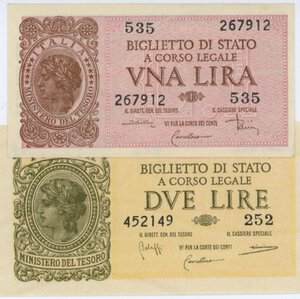 535 267912
ITALIA
BIGLIETTO DI STATO
A CORSO LEGALE
VNA LIRA
MINISTERO DEL TESORO
267912 535
IL DIRETT. GEN. DEL TESORO IL CASSIERE SPECIALE
VI° PER LA CORTE DEI CONTI
BIGLIETTO DI STATO
A CORSO LEGALE
DVE LIRE
452149 252
IL DIRETT. GEN. DEL TESORO IL CASSIERE SPECIALE
MINISTERO DEL TESORO
VI° PER LA CORTE DEI CONTI